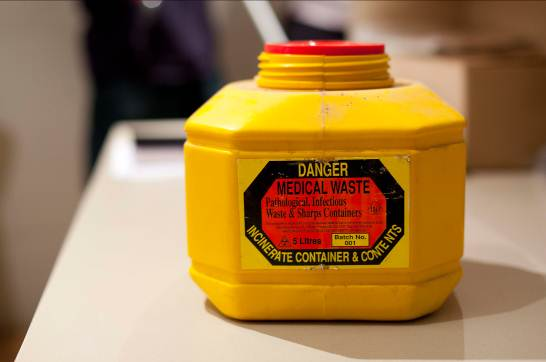 DANGER
MEDICAL WASTE
Pathological, Infectious
Waste & Sharps Containers
5 Litres
Batch No.
001
INCINERATE CONTAINER & CONTENTS